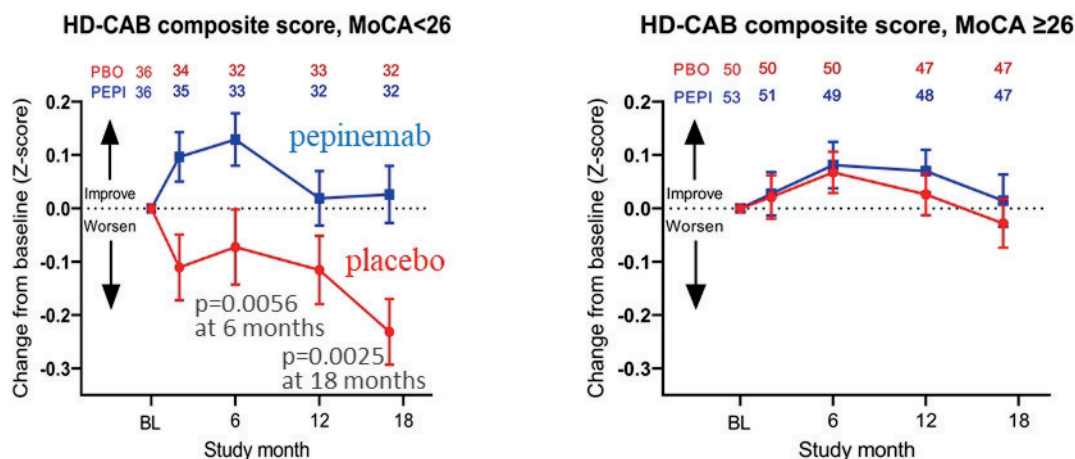 HD-CAB composite score, MoCA<26
PBO 36 34 32 33 32
PEPI 36 35 33 32 32
0.2
0.1
0.0
-0.1
-0.2
-0.3
Change from baseline (Z-score)
Improve
Worsen
pepinemab
placebo
p=0.0056
at 6 months
p=0.0025
at 18 months
BL 6 12 18
Study month
HD-CAB composite score, MoCA ≥26
PBO 50 50 50 47 47
PEPI 53 51 49 48 47
0.2
0.1
0.0
-0.1
-0.2
-0.3
Change from baseline (Z-score)
Improve
Worsen
BL 6 12 18
Study month